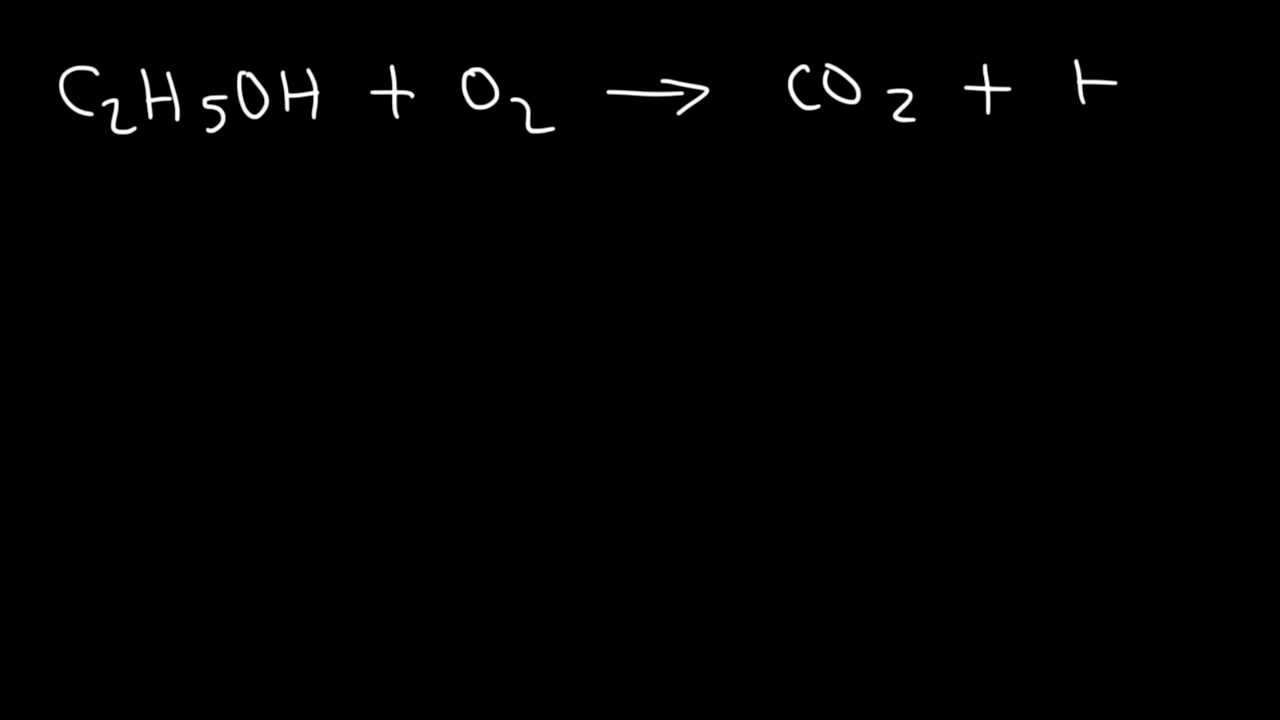 C₂H₅OH + O₂ → CO₂ +